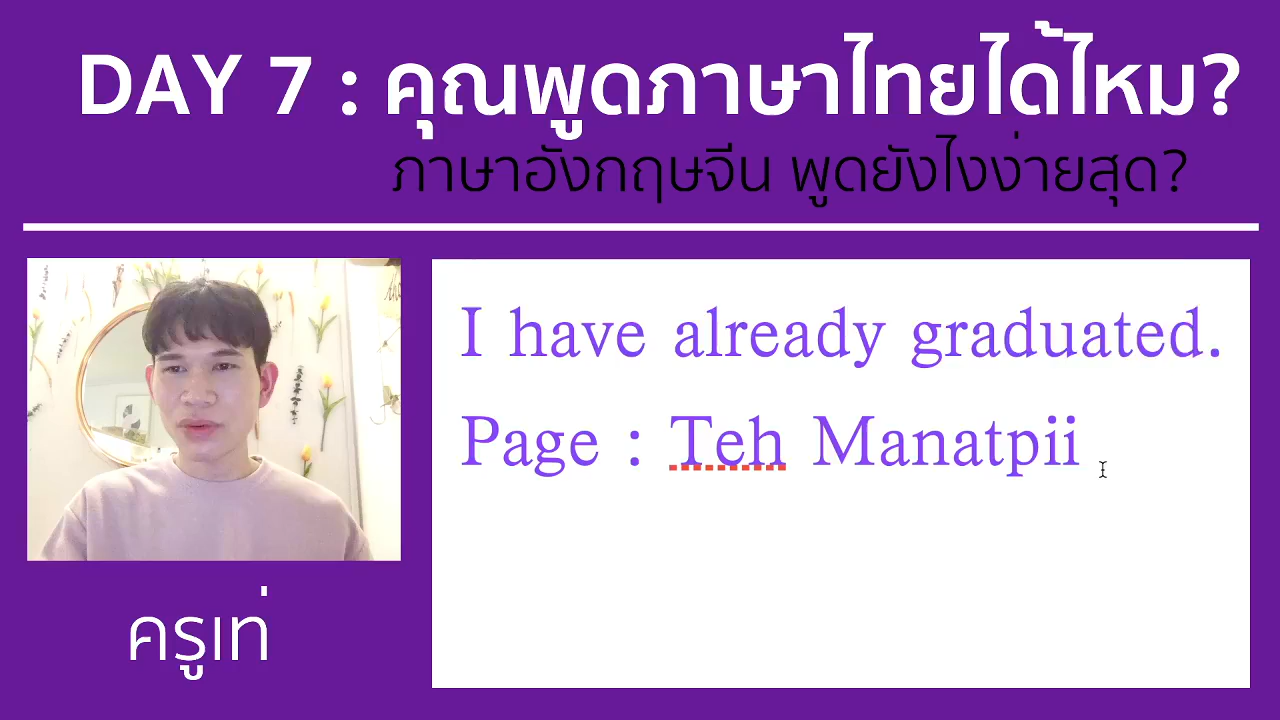 DAY 7 : คุณพูดภาษาไทยได้ไหม?
ภาษาอังกฤษจีน พูดยังไงง่ายสุด?
I have already graduated.
Page : Teh Manatpii
ครูเท่